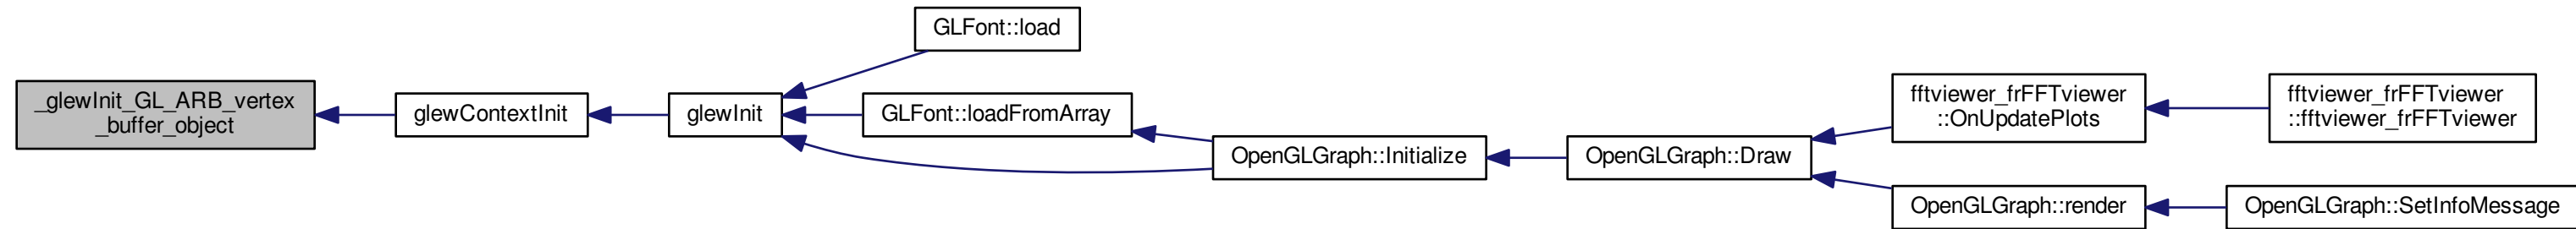 _glewInit_GL_ARB_vertex
_buffer_object
glewContextInit
glewInit
GLFont::load
GLFont::loadFromArray
OpenGLGraph::Initialize
OpenGLGraph::Draw
fftviewer_frFFTviewer
::OnUpdatePlots
fftviewer_frFFTviewer
::fftviewer_frFFTviewer
OpenGLGraph::render
OpenGLGraph::SetInfoMessage